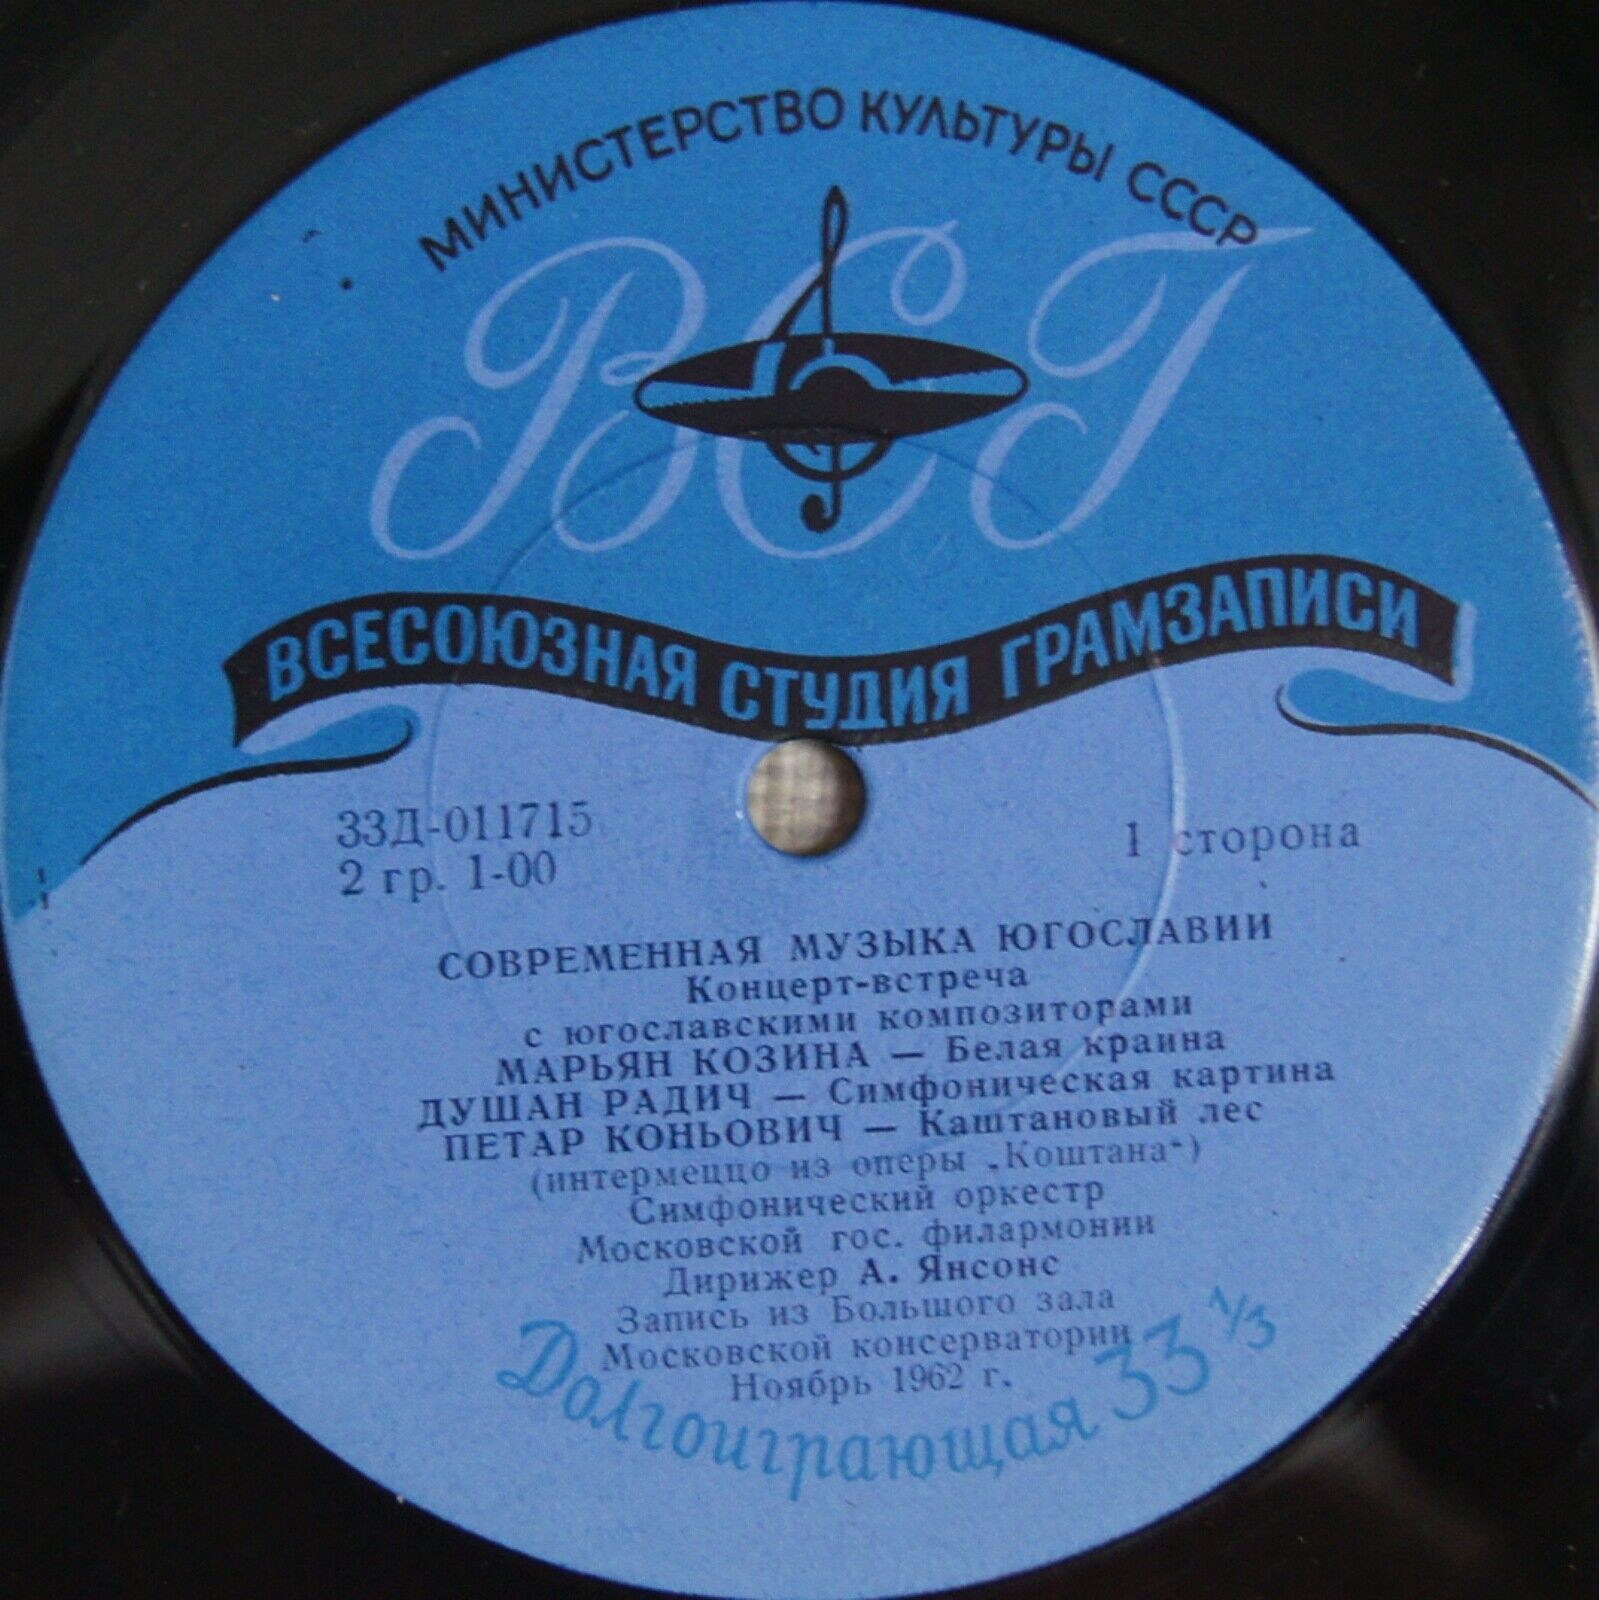 МИНИСТЕРСТВО КУЛЬТУРЫ СССР
ВСГ
ВСЕСОЮЗНАЯ СТУДИЯ ГРАМЗАПИСИ
33Д-011715
2 гр. 1-00
1 сторона
СОВРЕМЕННАЯ МУЗЫКА ЮГОСЛАВИИ
Концерт-встреча
с югославскими композиторами
МАРЬЯН КОЗИНА — Белая краина
ДУШАН РАДИЧ — Симфоническая картина
ПЕТАР КОНЬОВИЧ — Каштановый лес
(интермеццо из оперы „Коштана“)
Симфонический оркестр
Московской гос. филармонии
Дирижер А. Янсонс
Запись из Большого зала
Московской консерватории
Ноябрь 1962 г.
Долгоиграющая 33 1/3